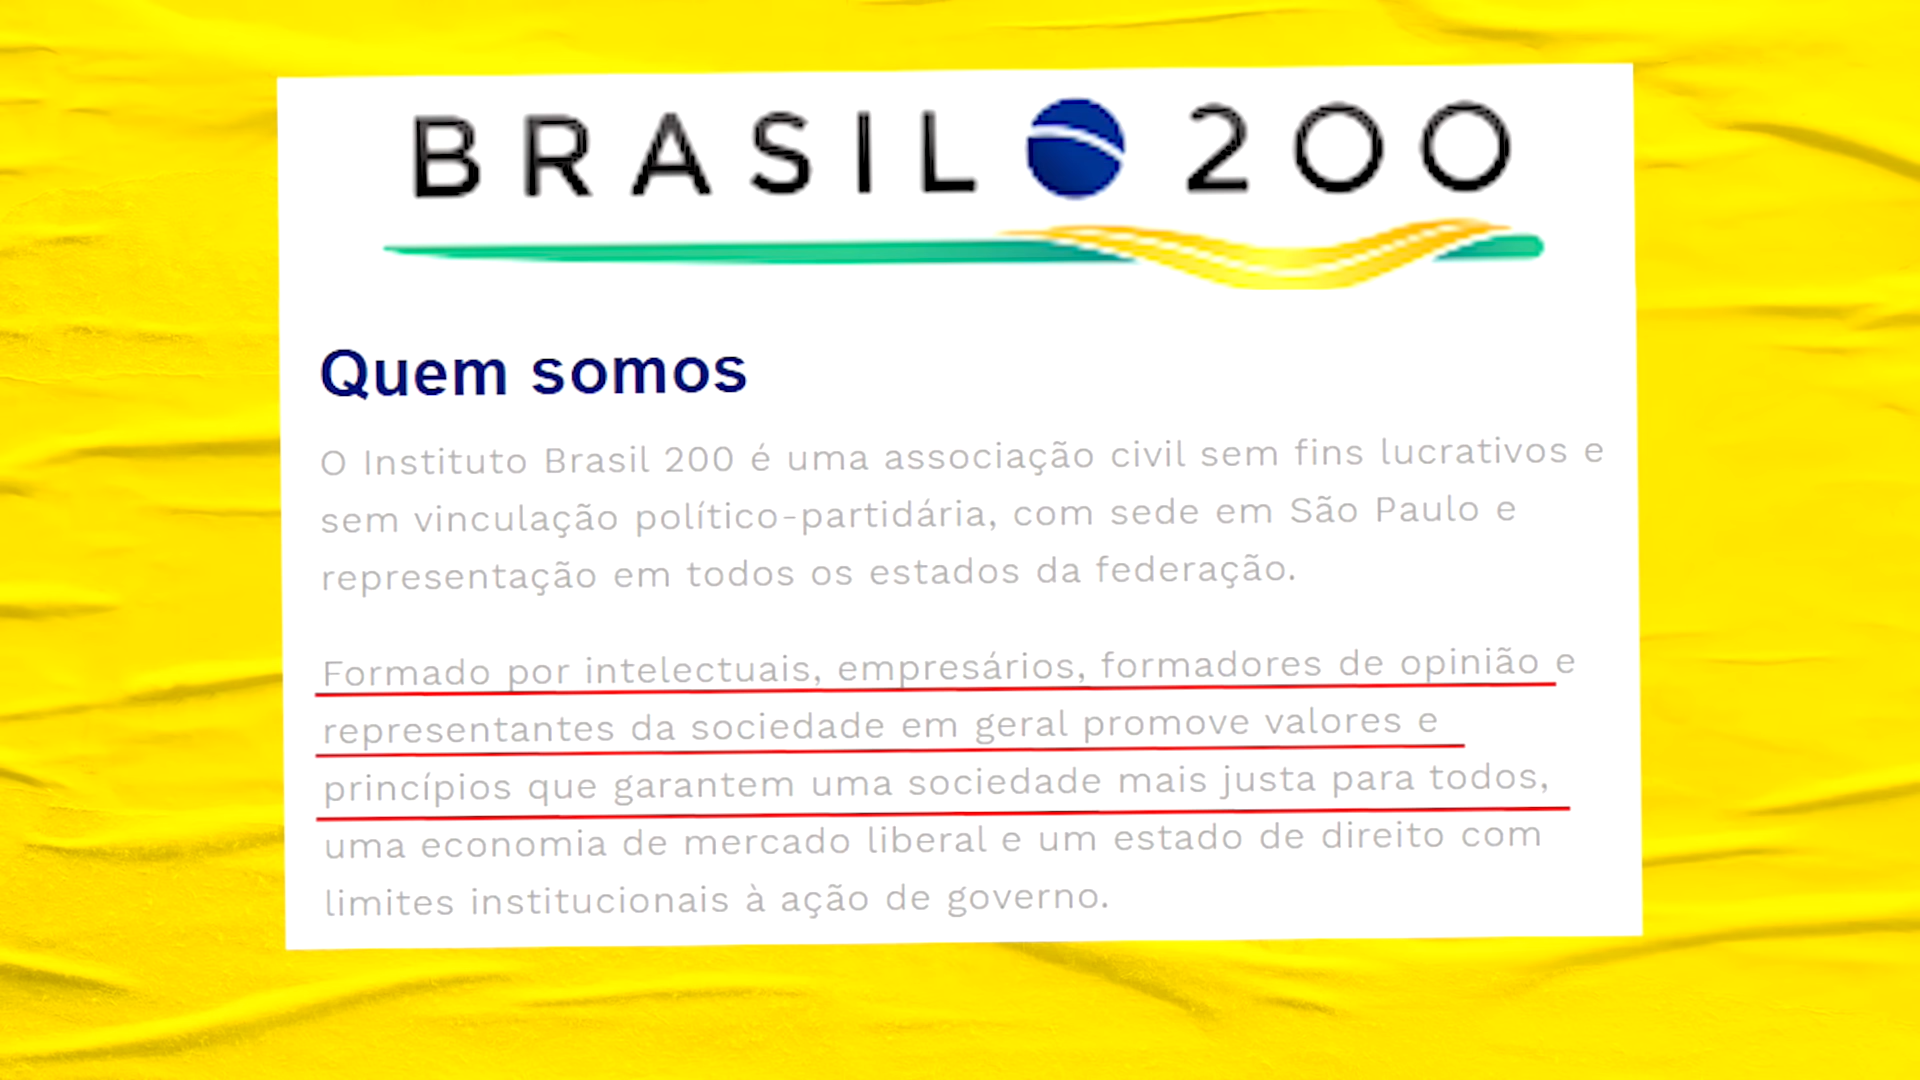 BRASIL 200
Quem somos
O Instituto Brasil 200 é uma associação civil sem fins lucrativos e
sem vinculação político-partidária, com sede em São Paulo e
representação em todos os estados da federação.
Formado por intelectuais, empresários, formadores de opinião e
representantes da sociedade em geral promove valores e
princípios que garantem uma sociedade mais justa para todos,
uma economia de mercado liberal e um estado de direito com
limites institucionais à ação de governo.